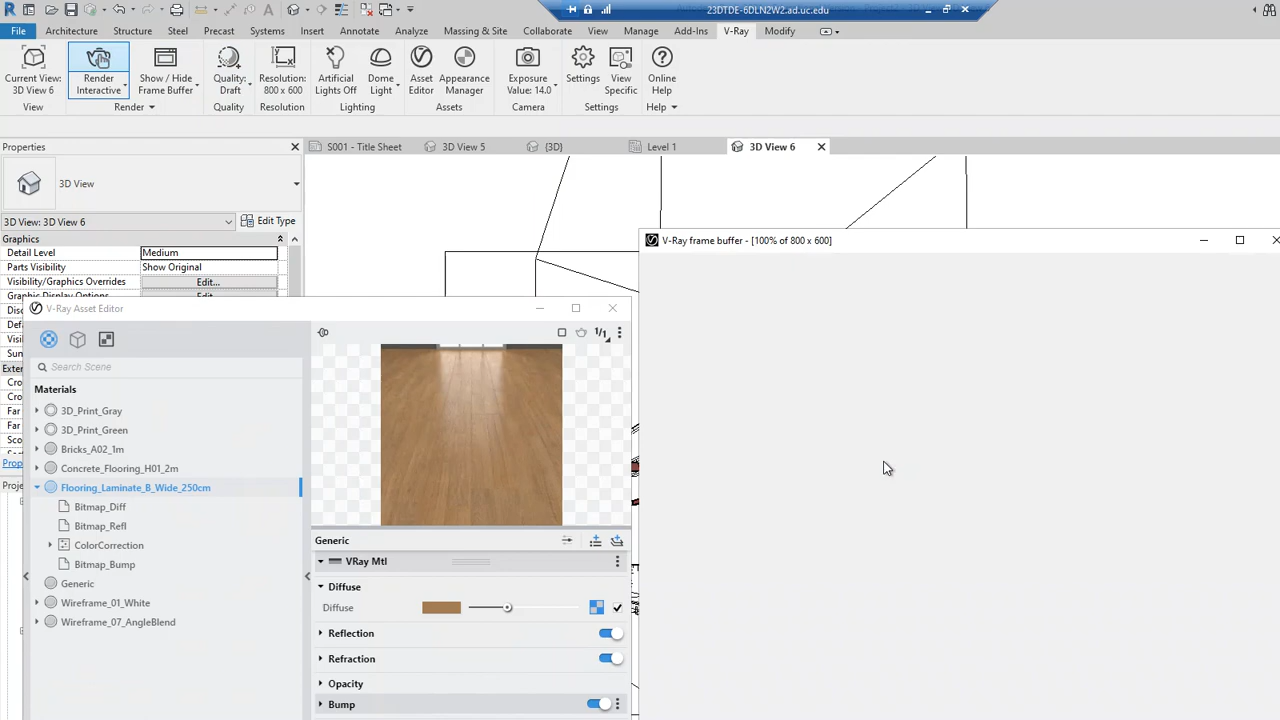 23DTDE-6DLN2W2.ad.uc.edu
File Architecture Structure Steel Precast Systems Insert Annotate Analyze Massing & Site Collaborate View Manage Add-Ins V-Ray Modify
Current View: 3D View 6
Render Interactive
Show / Hide Frame Buffer
Quality: Draft
Resolution: 800 x 600
Artificial Lights Off
Dome Light
Asset Editor
Appearance Manager
Exposure Value: 14.0
Settings
View Specific
Online Help
View Render Quality Resolution Lighting Assets Camera Settings Help
Properties
S001 - Title Sheet 3D View 5 {3D} Level 1 3D View 6
3D View
3D View: 3D View 6 Edit Type
Graphics
Detail Level Medium
Parts Visibility Show Original
Visibility/Graphics Overrides Edit...
Graphic Display Options Edit...
V-Ray frame buffer - [100% of 800 x 600]
V-Ray Asset Editor
1/1
Search Scene
Materials
3D_Print_Gray
3D_Print_Green
Bricks_A02_1m
Concrete_Flooring_H01_2m
Flooring_Laminate_B_Wide_250cm
Bitmap_Diff
Bitmap_Refl
ColorCorrection
Bitmap_Bump
Generic
Wireframe_01_White
Wireframe_07_AngleBlend
Generic
VRay Mtl
Diffuse
Diffuse
Reflection
Refraction
Opacity
Bump